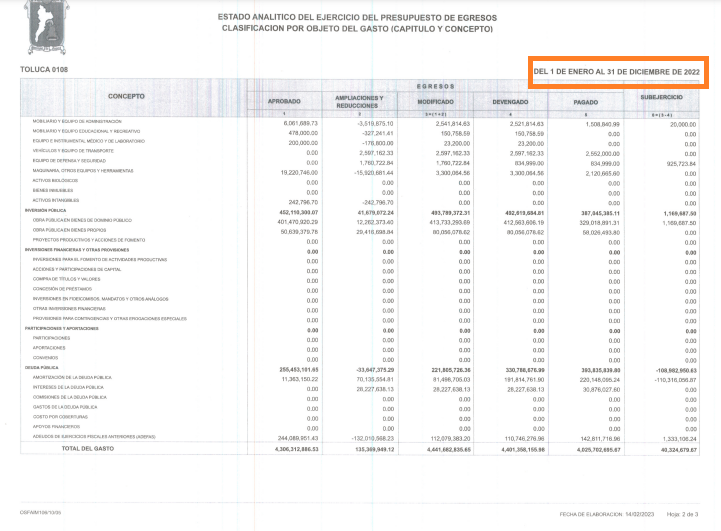 ESTADO ANALITICO DEL EJERCICIO DEL PRESUPUESTO DE EGRESOS
CLASIFICACION POR OBJETO DEL GASTO (CAPITULO Y CONCEPTO)
TOLUCA 0108 DEL 1 DE ENERO AL 31 DE DICIEMBRE DE 2022
EGRESOS
CONCEPTO APROBADO AMPLIACIONES Y REDUCCIONES MODIFICADO DEVENGADO PAGADO SUBEJERCICIO
1 2 3=(1+2) 4 5 6=(3-4)
MOBILIARIO Y EQUIPO DE ADMINISTRACIÓN 6,061,689.73 -3,519,875.10 2,541,814.63 2,521,814.63 1,508,840.99 20,000.00
MOBILIARIO Y EQUIPO EDUCACIONAL Y RECREATIVO 478,000.00 -327,241.41 150,758.59 150,758.59 0.00 0.00
EQUIPO E INSTRUMENTAL MÉDICO Y DE LABORATORIO 200,000.00 -176,800.00 23,200.00 23,200.00 0.00 0.00
VEHÍCULOS Y EQUIPO DE TRANSPORTE 0.00 2,597,162.33 2,597,162.33 2,597,162.33 2,552,000.00 0.00
EQUIPO DE DEFENSA Y SEGURIDAD 0.00 1,760,722.84 1,760,722.84 834,999.00 834,999.00 925,723.84
MAQUINARIA, OTROS EQUIPOS Y HERRAMIENTAS 19,220,746.00 -15,920,681.44 3,300,064.56 3,300,064.56 2,120,665.60 0.00
ACTIVOS BIOLÓGICOS 0.00 0.00 0.00 0.00 0.00 0.00
BIENES INMUEBLES 0.00 0.00 0.00 0.00 0.00 0.00
ACTIVOS INTANGIBLES 242,796.70 -242,796.70 0.00 0.00 0.00 0.00
INVERSIÓN PÚBLICA 452,110,300.07 41,679,072.24 493,789,372.31 492,619,684.81 387,045,385.11 1,169,687.50
OBRA PÚBLICA EN BIENES DE DOMINIO PÚBLICO 401,470,920.29 12,262,373.40 413,733,293.69 412,563,606.19 329,018,891.31 1,169,687.50
OBRA PÚBLICA EN BIENES PROPIOS 50,639,379.78 29,416,698.84 80,056,078.62 80,056,078.62 58,026,493.80 0.00
PROYECTOS PRODUCTIVOS Y ACCIONES DE FOMENTO 0.00 0.00 0.00 0.00 0.00 0.00
INVERSIONES FINANCIERAS Y OTRAS PROVISIONES 0.00 0.00 0.00 0.00 0.00 0.00
INVERSIONES PARA EL FOMENTO DE ACTIVIDADES PRODUCTIVAS 0.00 0.00 0.00 0.00 0.00 0.00
ACCIONES Y PARTICIPACIONES DE CAPITAL 0.00 0.00 0.00 0.00 0.00 0.00
COMPRA DE TÍTULOS Y VALORES 0.00 0.00 0.00 0.00 0.00 0.00
CONCESIÓN DE PRÉSTAMOS 0.00 0.00 0.00 0.00 0.00 0.00
INVERSIONES EN FIDEICOMISOS, MANDATOS Y OTROS ANÁLOGOS 0.00 0.00 0.00 0.00 0.00 0.00
OTRAS INVERSIONES FINANCIERAS 0.00 0.00 0.00 0.00 0.00 0.00
PROVISIONES PARA CONTINGENCIAS Y OTRAS EROGACIONES ESPECIALES 0.00 0.00 0.00 0.00 0.00 0.00
PARTICIPACIONES Y APORTACIONES 0.00 0.00 0.00 0.00 0.00 0.00
PARTICIPACIONES 0.00 0.00 0.00 0.00 0.00 0.00
APORTACIONES 0.00 0.00 0.00 0.00 0.00 0.00
CONVENIOS 0.00 0.00 0.00 0.00 0.00 0.00
DEUDA PÚBLICA 255,453,101.65 -33,647,375.29 221,805,726.36 330,788,676.99 393,835,839.80 -108,982,950.63
AMORTIZACIÓN DE LA DEUDA PÚBLICA 11,363,150.22 70,135,554.81 81,498,705.03 191,814,761.90 220,148,095.24 -110,316,056.87
INTERESES DE LA DEUDA PÚBLICA 0.00 28,227,638.13 28,227,638.13 28,227,638.13 30,876,027.60 0.00
COMISIONES DE LA DEUDA PÚBLICA 0.00 0.00 0.00 0.00 0.00 0.00
GASTOS DE LA DEUDA PÚBLICA 0.00 0.00 0.00 0.00 0.00 0.00
COSTO POR COBERTURAS 0.00 0.00 0.00 0.00 0.00 0.00
APOYOS FINANCIEROS 0.00 0.00 0.00 0.00 0.00 0.00
ADEUDOS DE EJERCICIOS FISCALES ANTERIORES (ADEFAS) 244,089,951.43 -132,010,568.23 112,079,383.20 110,746,276.96 142,811,716.96 1,333,106.24
TOTAL DEL GASTO 4,306,312,886.53 135,369,949.12 4,441,682,835.65 4,401,358,155.98 4,025,702,695.67 40,324,679.67
FECHA DE ELABORACION: 14/02/2023 Hoja: 2 de 3